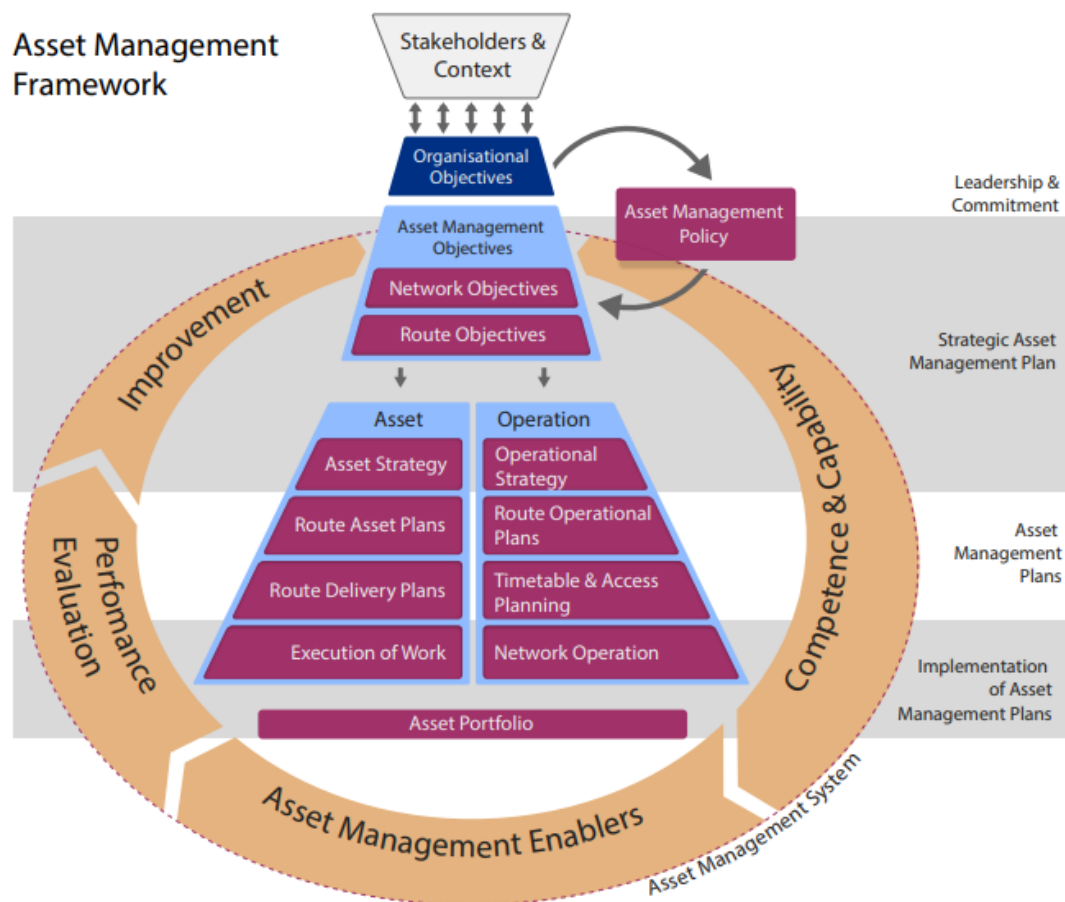 Asset Management
Framework
Stakeholders &
Context
Organisational
Objectives
Leadership &
Commitment
Asset Management
Policy
Asset Management
Objectives
Network Objectives
Route Objectives
Strategic Asset
Management Plan
Improvement
Competence & Capability
Asset
Operation
Asset Strategy
Operational
Strategy
Route Asset Plans
Route Operational
Plans
Asset
Management
Plans
Route Delivery Plans
Timetable & Access
Planning
Perfomance
Evaluation
Execution of Work
Network Operation
Implementation
of Asset
Management Plans
Asset Portfolio
Asset Management Enablers
Asset Management System